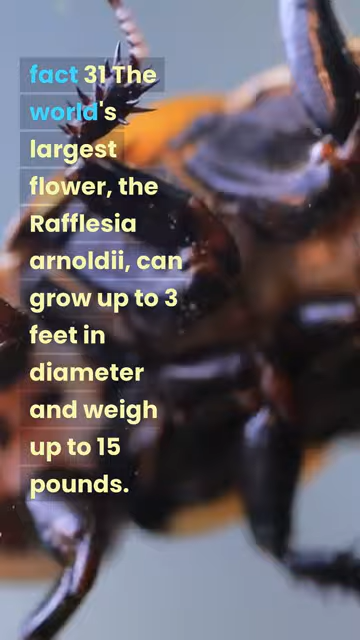 fact 31 The
world's
largest
flower, the
Rafflesia
arnoldii, can
grow up to 3
feet in
diameter
and weigh
up to 15
pounds.